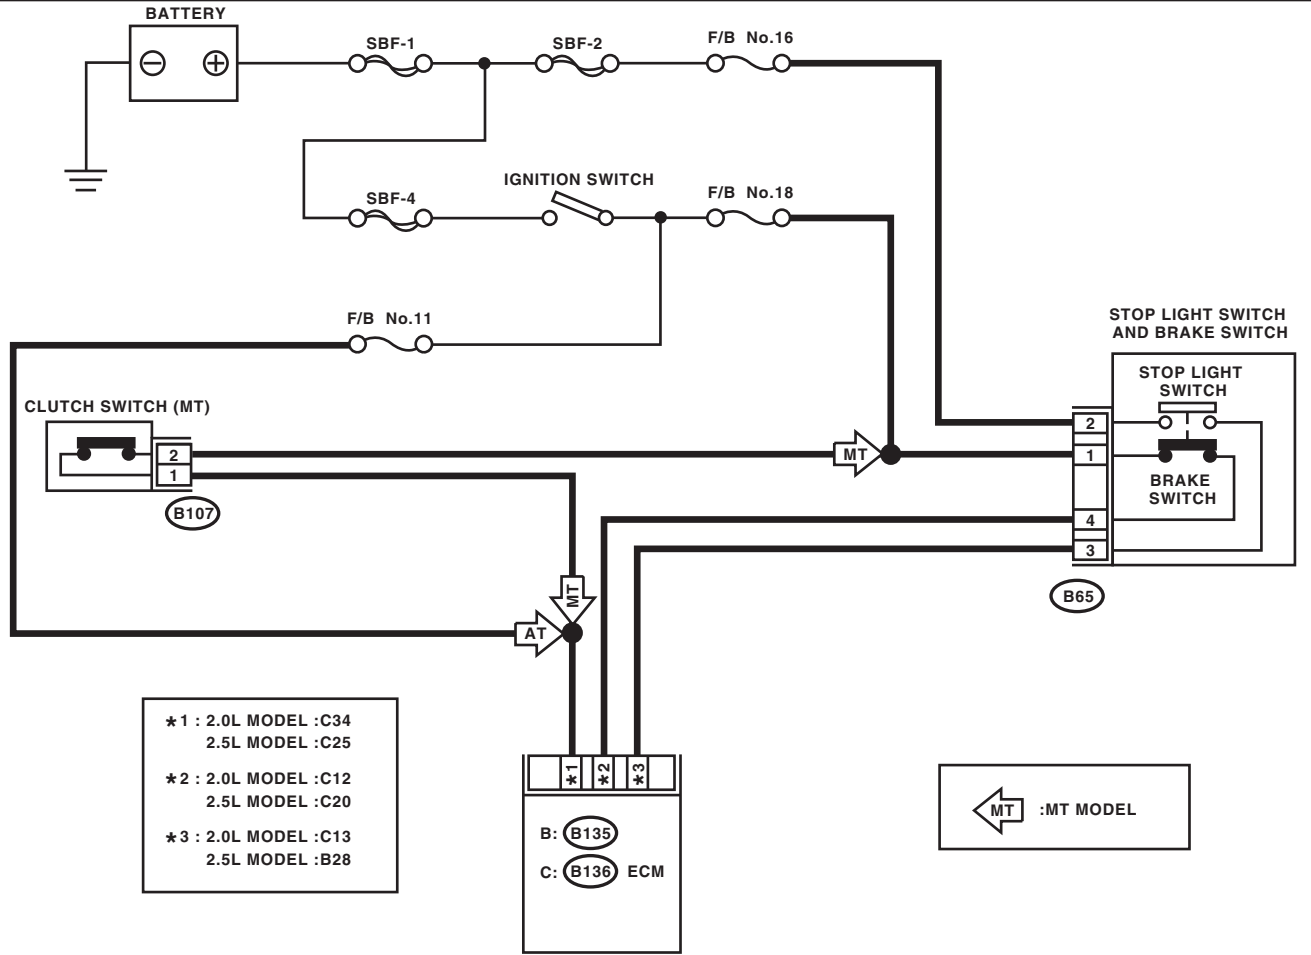 BATTERY
SBF-1
SBF-2
F/B No.16
IGNITION SWITCH
F/B No.18
SBF-4
F/B No.11
STOP LIGHT SWITCH
AND BRAKE SWITCH
STOP LIGHT
SWITCH
CLUTCH SWITCH (MT)
2
1
B107
MT
2
1
4
3
BRAKE
SWITCH
B65
MT
AT
*1 : 2.0L MODEL :C34
2.5L MODEL :C25
*2 : 2.0L MODEL :C12
2.5L MODEL :C20
*3 : 2.0L MODEL :C13
2.5L MODEL :B28
*1
*2
*3
B: B135
C: B136 ECM
MT :MT MODEL